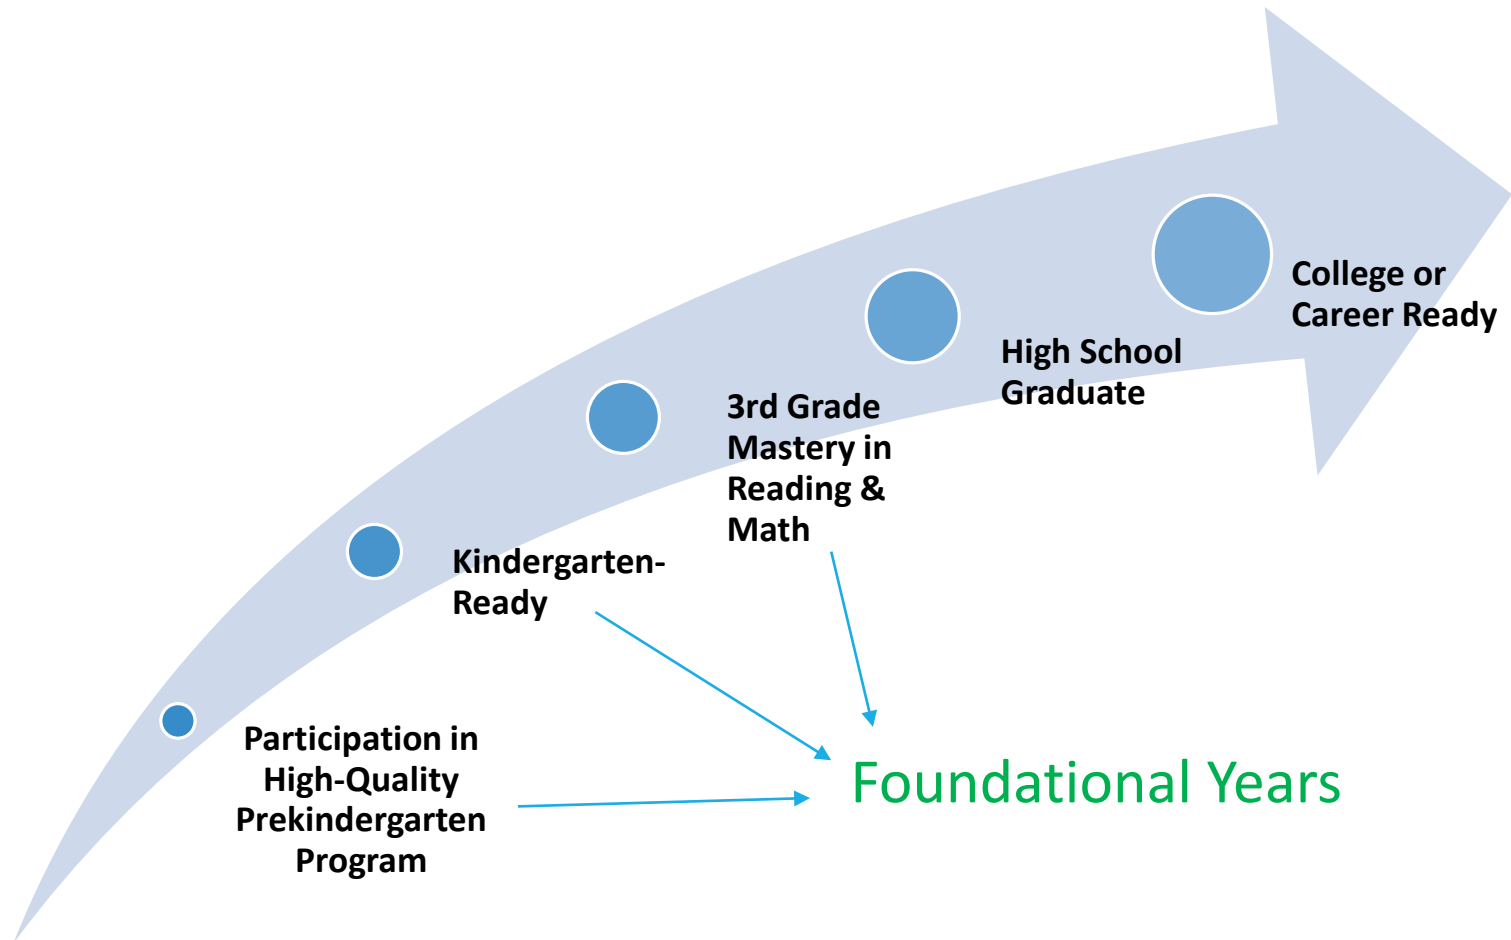 College or
Career Ready
High School
Graduate
3rd Grade
Mastery in
Reading &
Math
Kindergarten-
Ready
Participation in
High-Quality
Prekindergarten
Program
Foundational Years